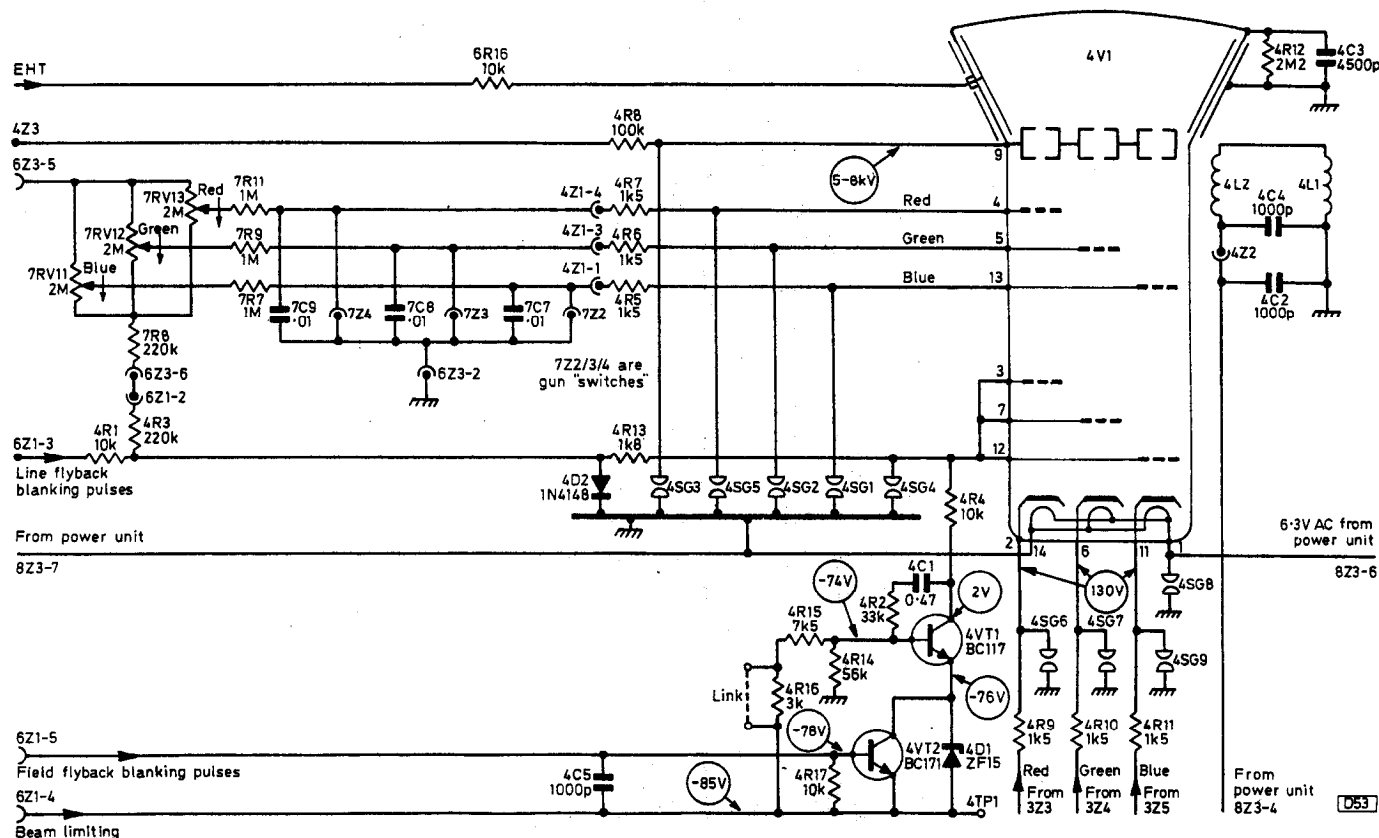 EHT
6R16
10k
4V1
4R12
2M2
4C3
4500p
4Z3
4R8
100k
9
5-8kV
6Z3-5
7RV13
2M
Red
7R11
1M
4Z1-4
4R7
1k5
Red
4
7RV12
2M
Green
7R9
1M
4Z1-3
4R6
1k5
Green
5
7RV11
2M
Blue
7R7
1M
4Z1-1
4R5
1k5
Blue
13
4L2
4L1
4C4
1000p
4Z2
4C2
1000p
7C9
·01
7Z4
7C8
·01
7Z3
7C7
·01
7Z2
7R8
220k
6Z3-6
6Z1-2
4R3
220k
6Z3-2
7Z2/3/4 are
gun "switches"
3
7
12
6Z1-3
4R1
10k
Line flyback
blanking pulses
4R13
1k8
4D2
1N4148
4SG3
4SG5
4SG2
4SG1
4SG4
4R4
10k
From power unit
8Z3-7
2
14
6
11
6·3V AC from
power unit
8Z3-6
130V
4SG8
-74V
4C1
0·47
2V
4R2
33k
4R15
7k5
4VT1
BC117
4R14
56k
4SG6
4SG7
4SG9
Link
4R16
3k
-76V
-78V
4R9
1k5
4R10
1k5
4R11
1k5
6Z1-5
Field flyback blanking pulses
4C5
1000p
4R17
10k
4VT2
BC171
4D1
ZF15
-85V
6Z1-4
Beam limiting
4TP1
Red
From
3Z3
Green
From
3Z4
Blue
From
3Z5
From
power unit
8Z3-4
D53